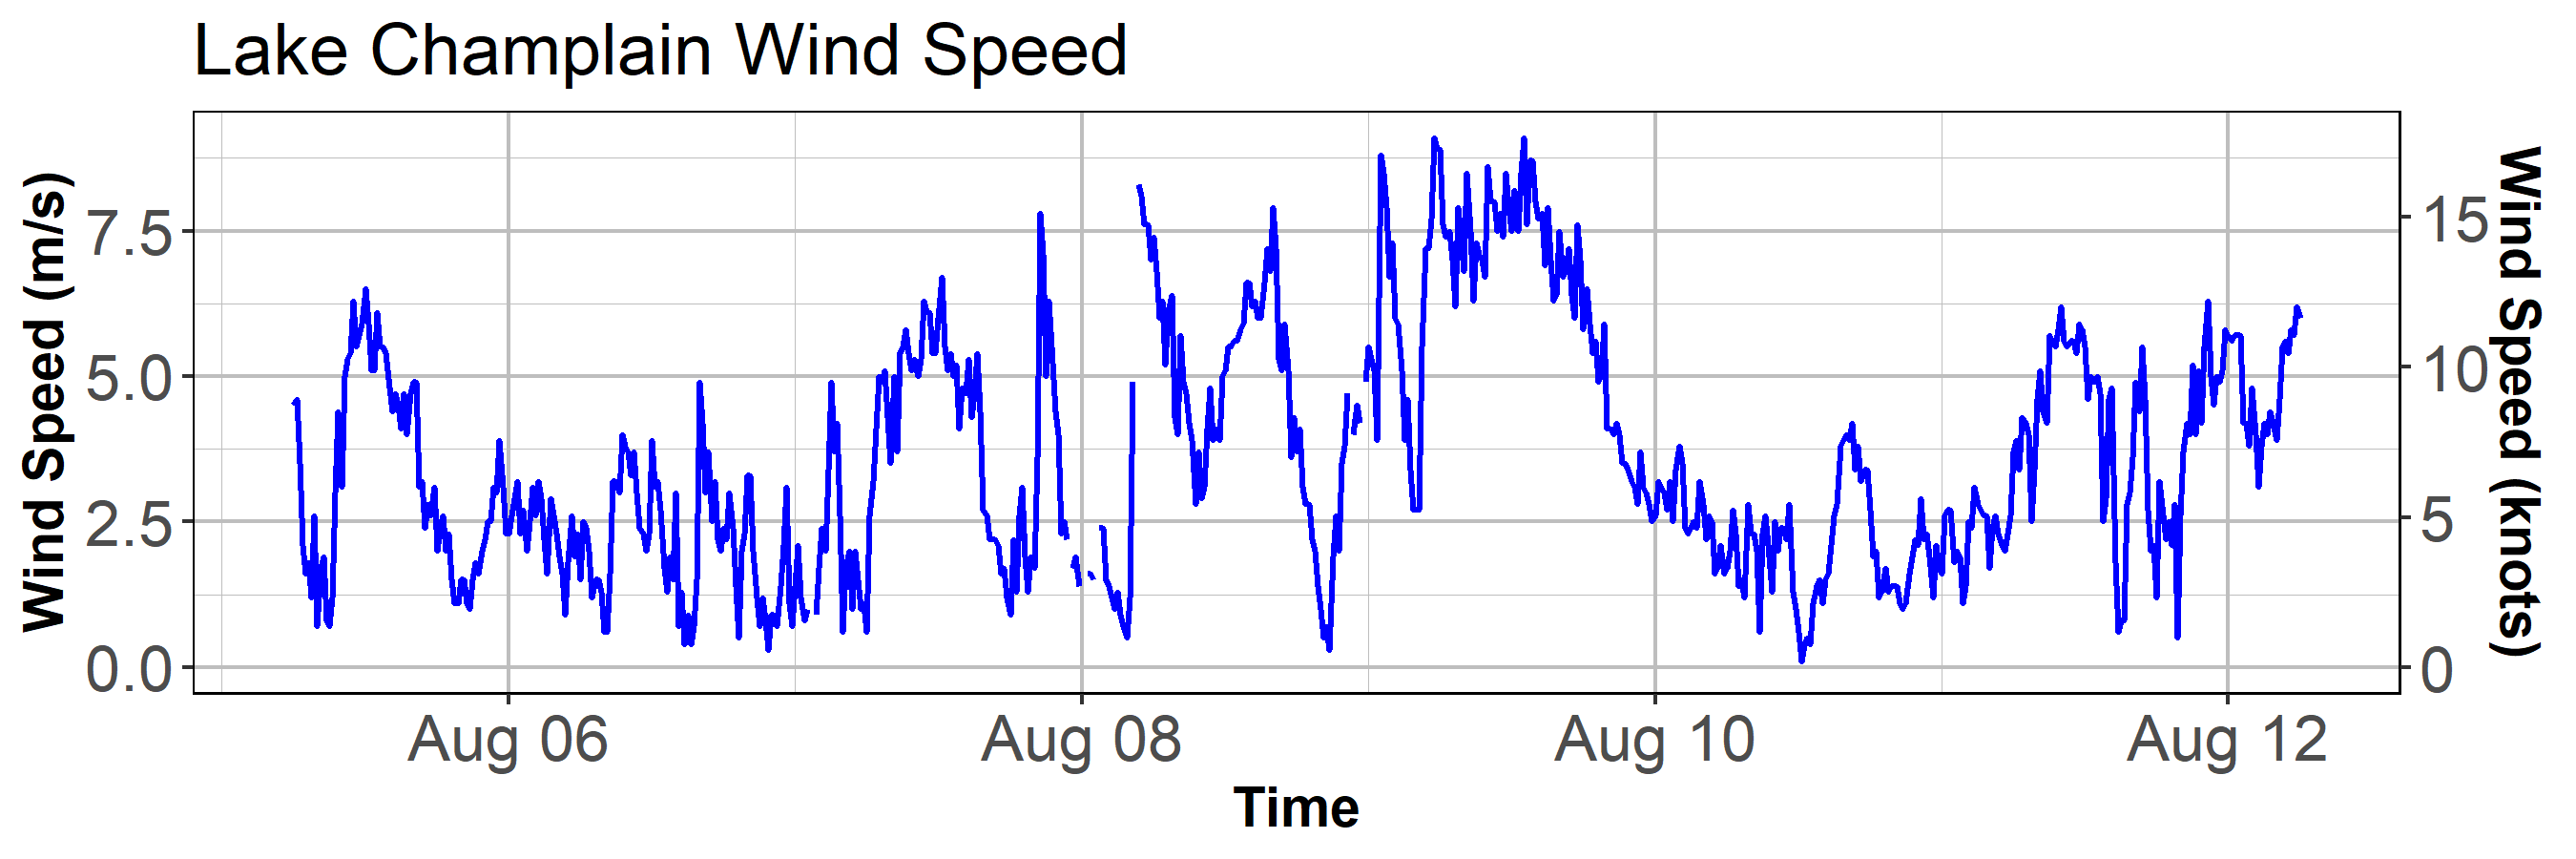 Lake Champlain Wind Speed
Wind Speed (m/s)
7.5
5.0
2.5
0.0
15
10
5
0
Wind Speed (knots)
Aug 06
Aug 08
Aug 10
Aug 12
Time